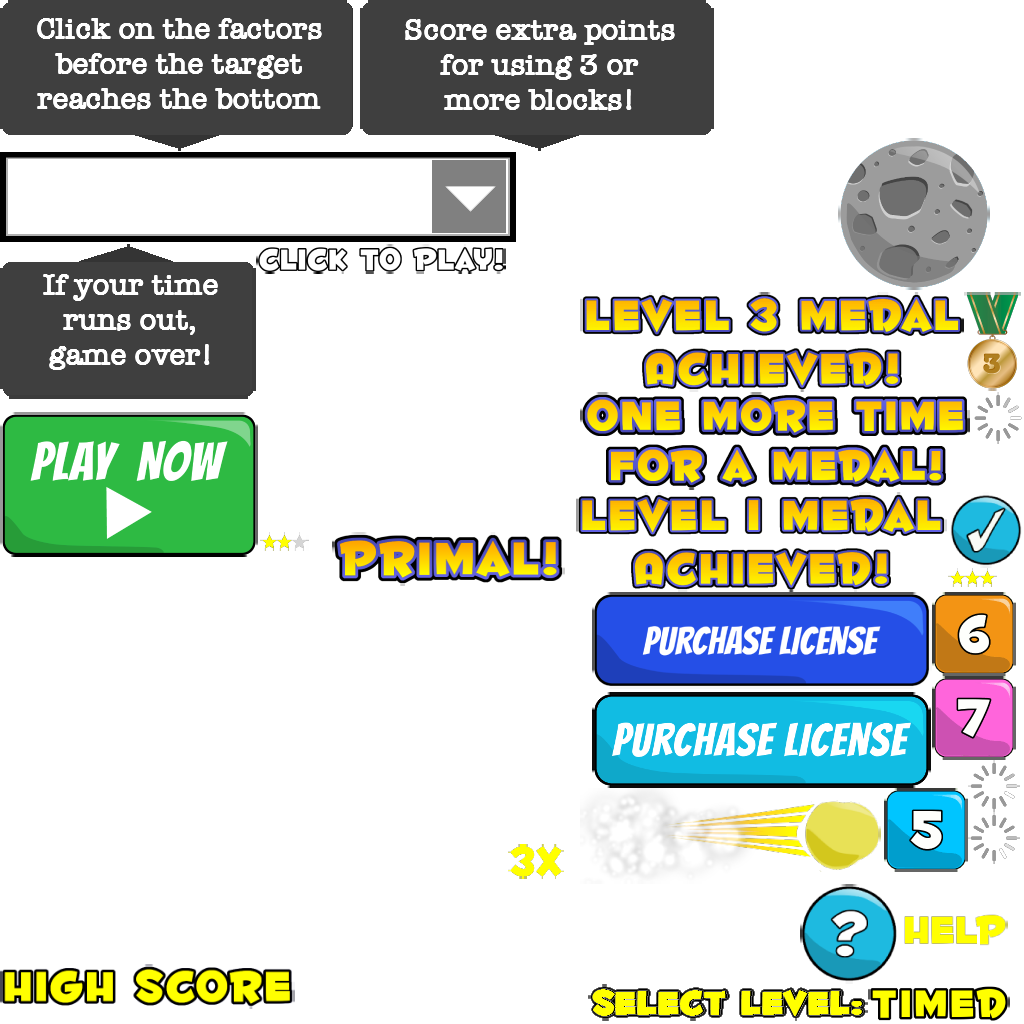 Click on the factors
before the target
reaches the bottom
Score extra points
for using 3 or
more blocks!
CLICK TO PLAY!
If your time
runs out,
game over!
LEVEL 3 MEDAL
ACHIEVED!
3
ONE MORE TIME
FOR A MEDAL!
PLAY NOW
LEVEL 1 MEDAL
ACHIEVED!
PRIMAL!
PURCHASE LICENSE
6
PURCHASE LICENSE
7
3X
5
?
HELP
HIGH SCORE
SELECT LEVEL: TIMED